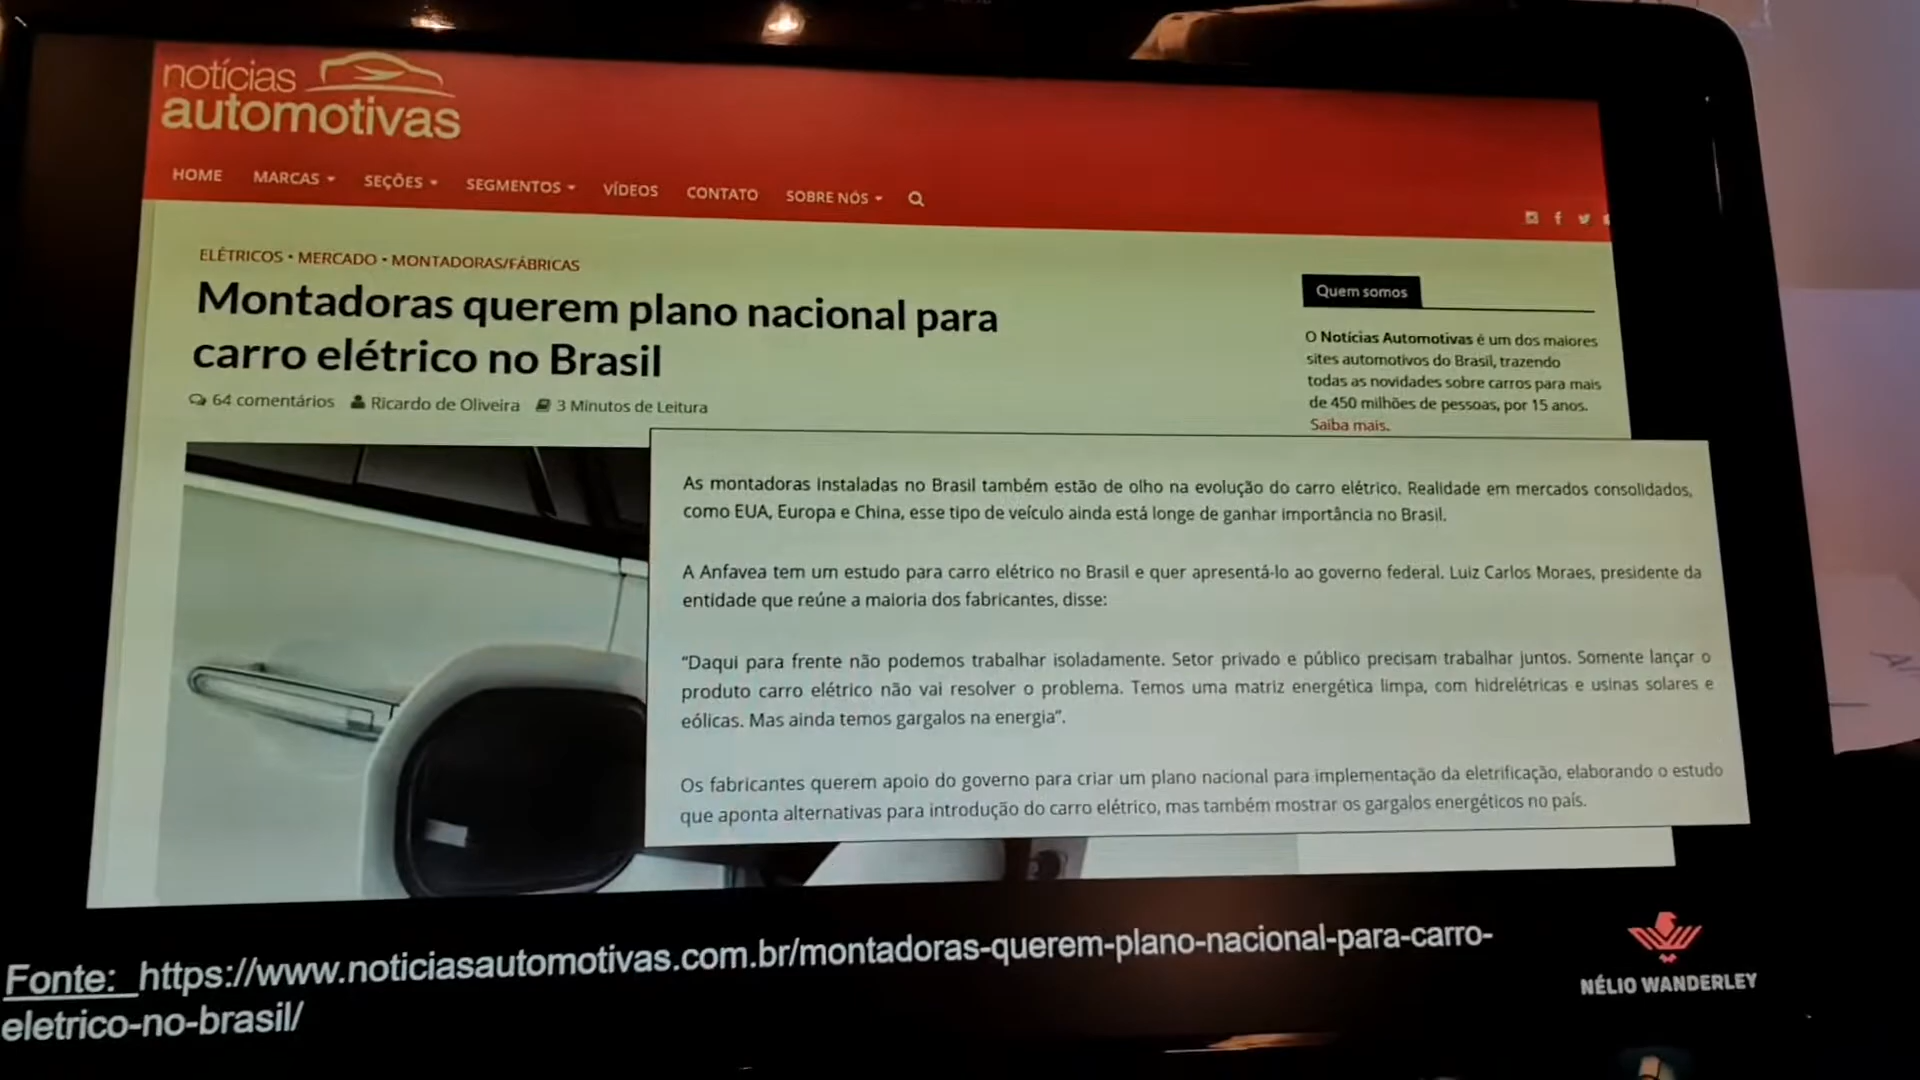 notícias
automotivas
HOME MARCAS SEÇÕES SEGMENTOS VÍDEOS CONTATO SOBRE NÓS
ELÉTRICOS • MERCADO • MONTADORAS/FÁBRICAS
Montadoras querem plano nacional para
carro elétrico no Brasil
64 comentários Ricardo de Oliveira 3 Minutos de Leitura
Quem somos
O Notícias Automotivas é um dos maiores
sites automotivos do Brasil, trazendo
todas as novidades sobre carros para mais
de 450 milhões de pessoas, por 15 anos.
Saiba mais.
As montadoras instaladas no Brasil também estão de olho na evolução do carro elétrico. Realidade em mercados consolidados,
como EUA, Europa e China, esse tipo de veículo ainda está longe de ganhar importância no Brasil.
A Anfavea tem um estudo para carro elétrico no Brasil e quer apresentá-lo ao governo federal. Luiz Carlos Moraes, presidente da
entidade que reúne a maioria dos fabricantes, disse:
“Daqui para frente não podemos trabalhar isoladamente. Setor privado e público precisam trabalhar juntos. Somente lançar o
produto carro elétrico não vai resolver o problema. Temos uma matriz energética limpa, com hidrelétricas e usinas solares e
eólicas. Mas ainda temos gargalos na energia”.
Os fabricantes querem apoio do governo para criar um plano nacional para implementação da eletrificação, elaborando o estudo
que aponta alternativas para introdução do carro elétrico, mas também mostrar os gargalos energéticos no país.
Fonte: https://www.noticiasautomotivas.com.br/montadoras-querem-plano-nacional-para-carro-
eletrico-no-brasil/
NÉLIO WANDERLEY